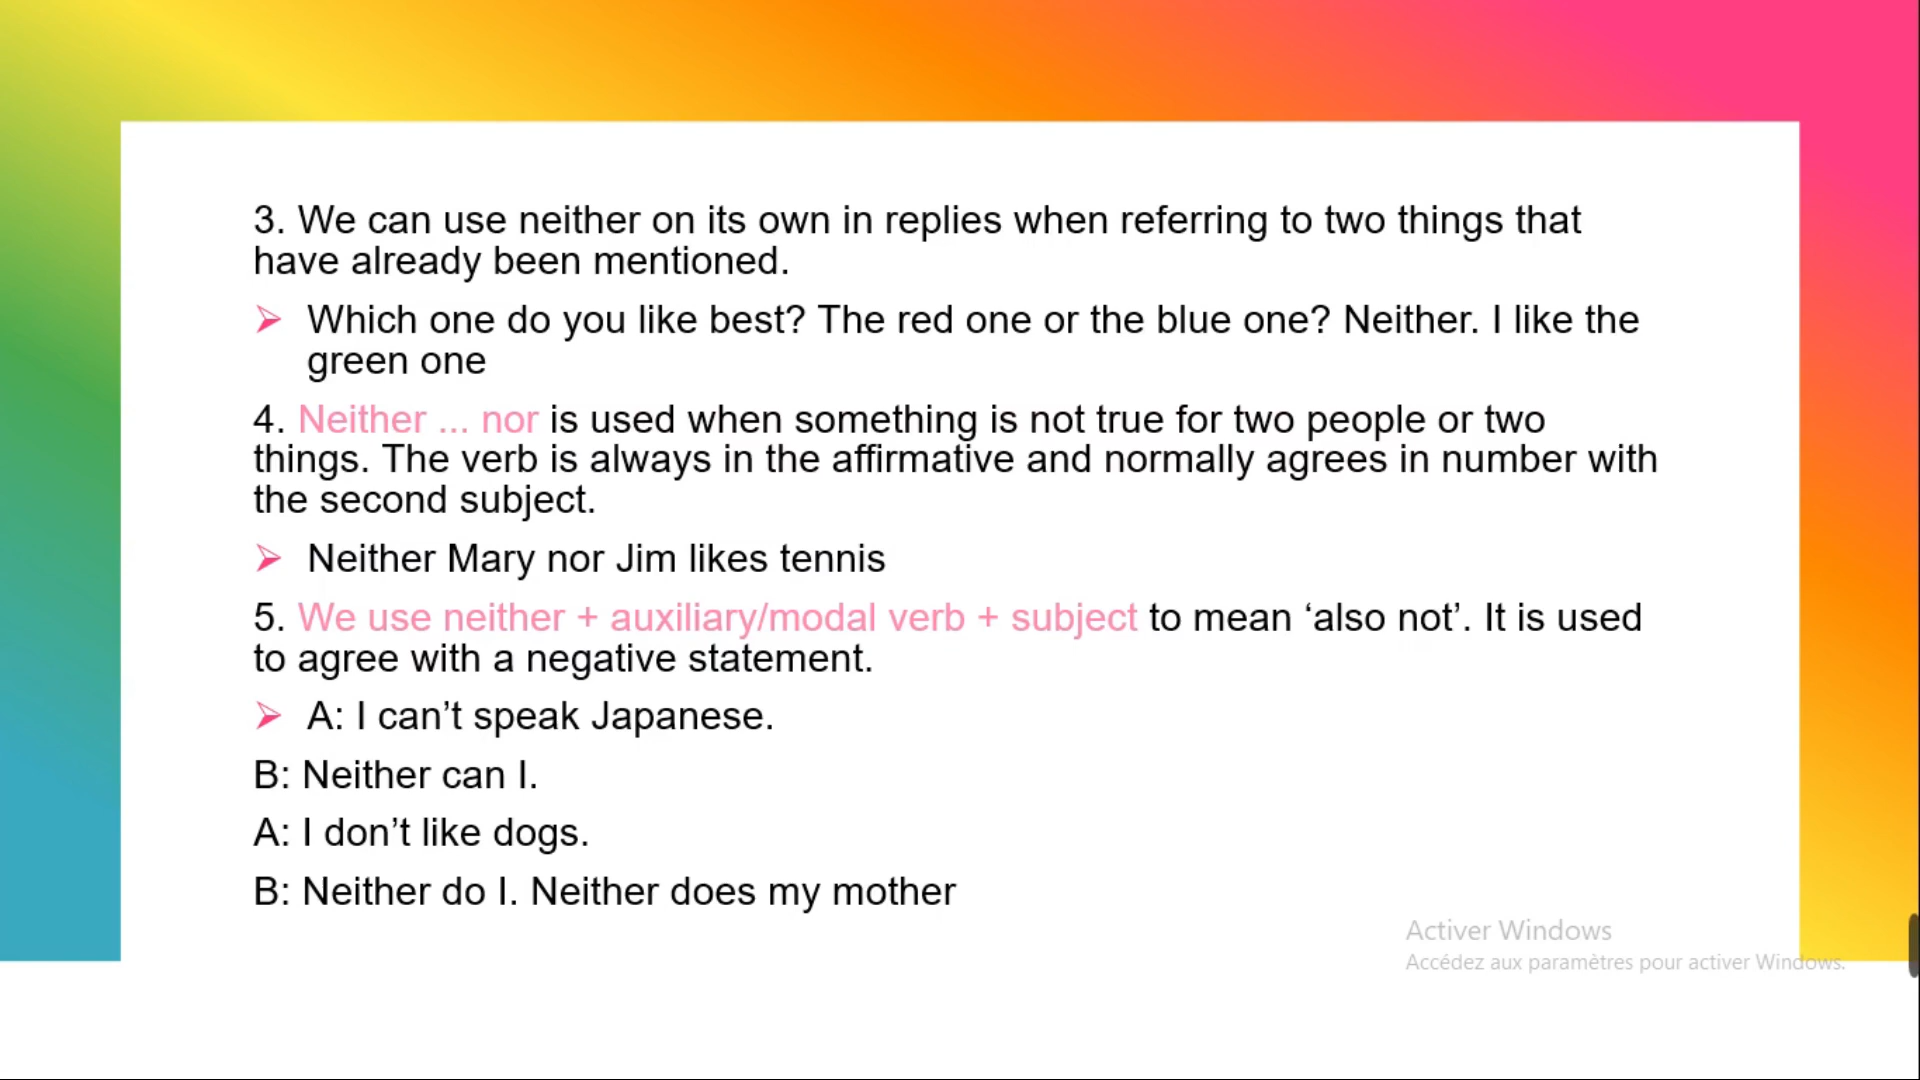 3. We can use neither on its own in replies when referring to two things that
have already been mentioned.
Which one do you like best? The red one or the blue one? Neither. I like the
green one
4. Neither ... nor is used when something is not true for two people or two
things. The verb is always in the affirmative and normally agrees in number with
the second subject.
Neither Mary nor Jim likes tennis
5. We use neither + auxiliary/modal verb + subject to mean ‘also not’. It is used
to agree with a negative statement.
A: I can’t speak Japanese.
B: Neither can I.
A: I don’t like dogs.
B: Neither do I. Neither does my mother
Activer Windows
Accédez aux paramètres pour activer Windows.